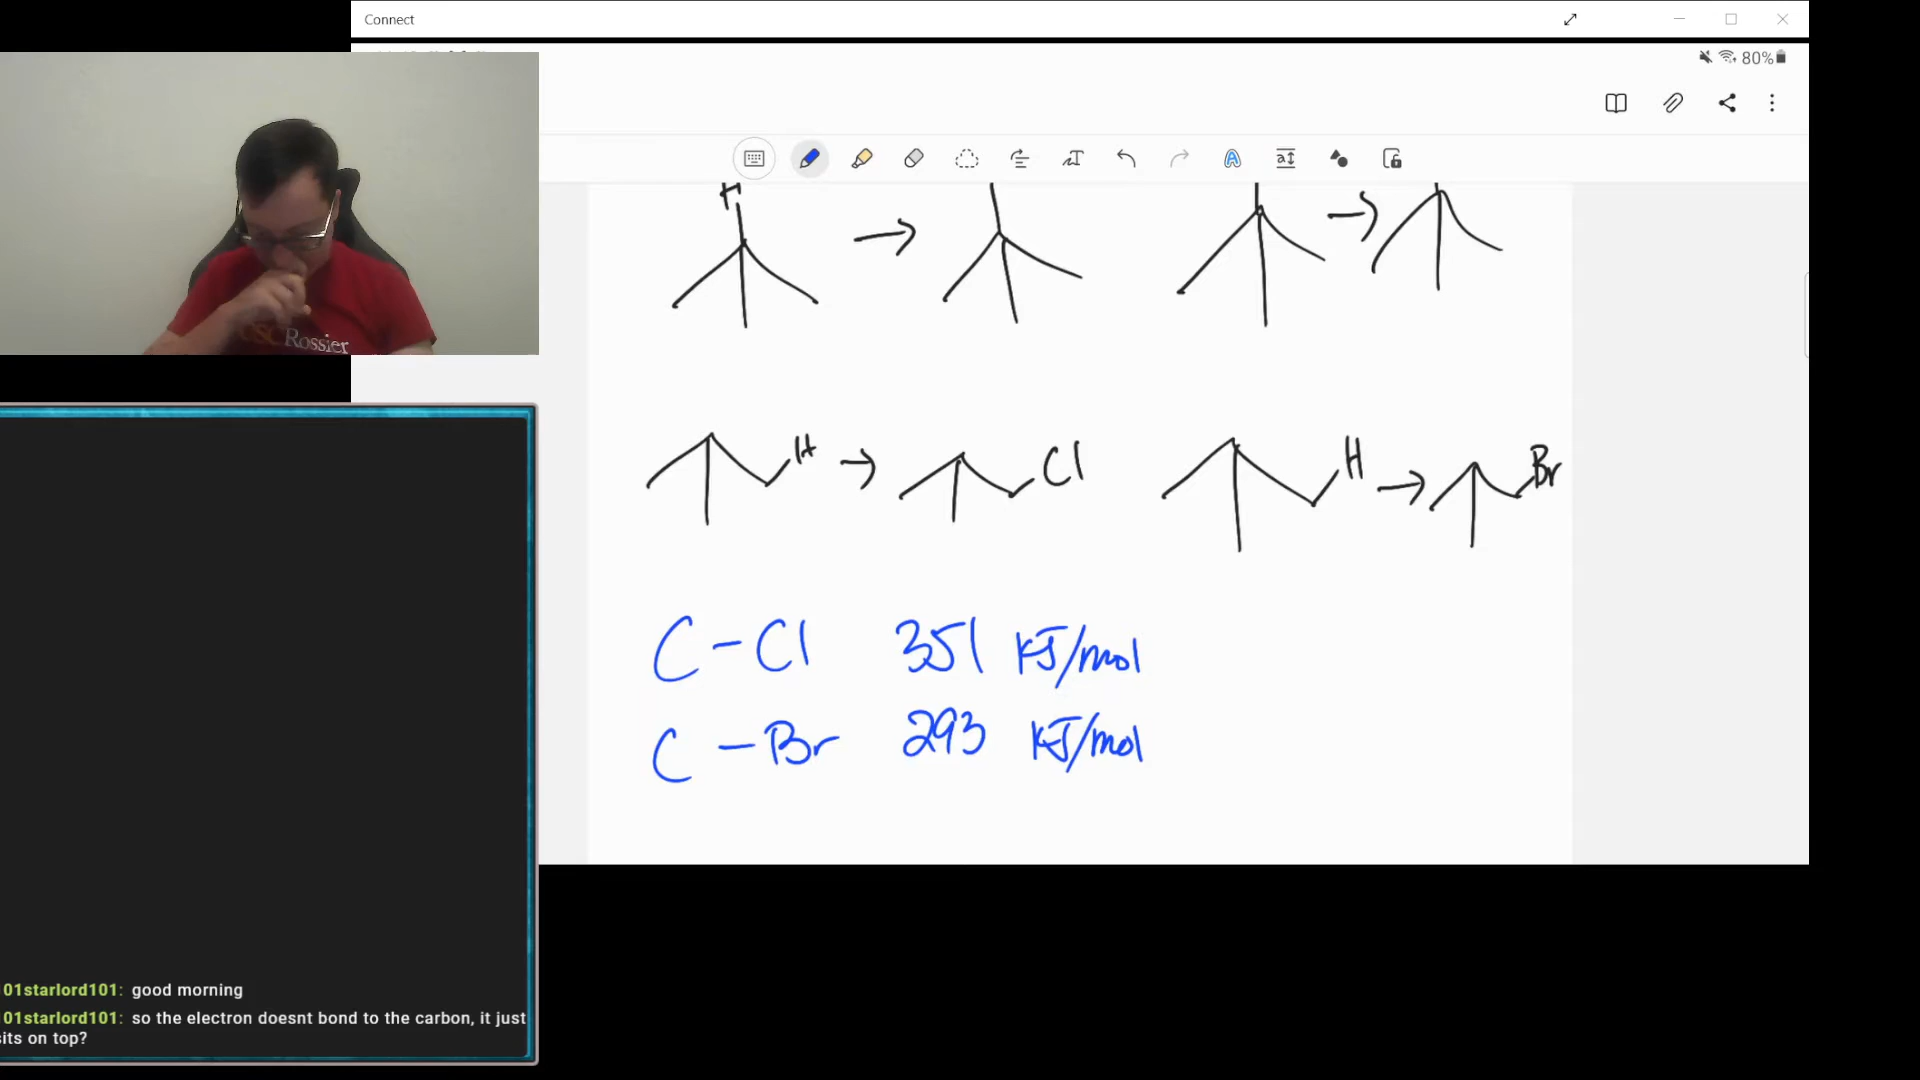 Connect
80%
H
H → Cl
H → Br
C - Cl 351 kJ/mol
C - Br 293 kJ/mol
USC Rossier
01starlord101: good morning
01starlord101: so the electron doesnt bond to the carbon, it just
sits on top?